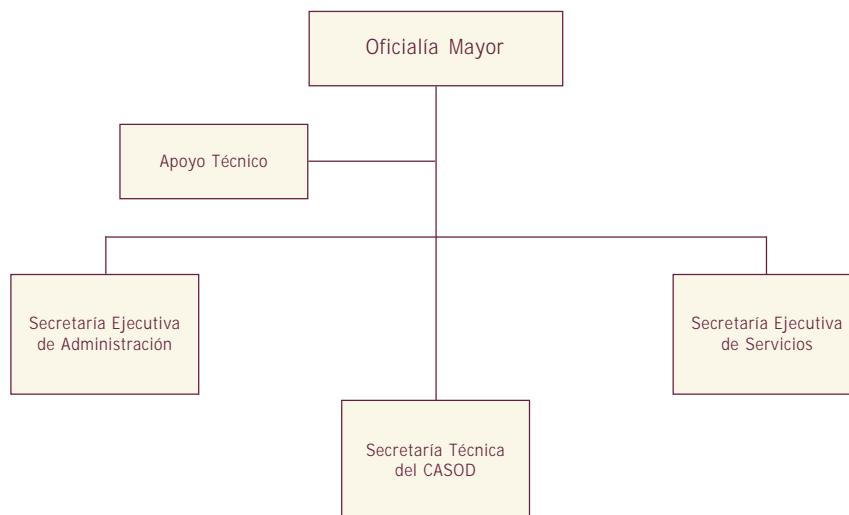 Oficialía Mayor
Apoyo Técnico
Secretaría Ejecutiva
de Administración
Secretaría Ejecutiva
de Servicios
Secretaría Técnica
del CASOD